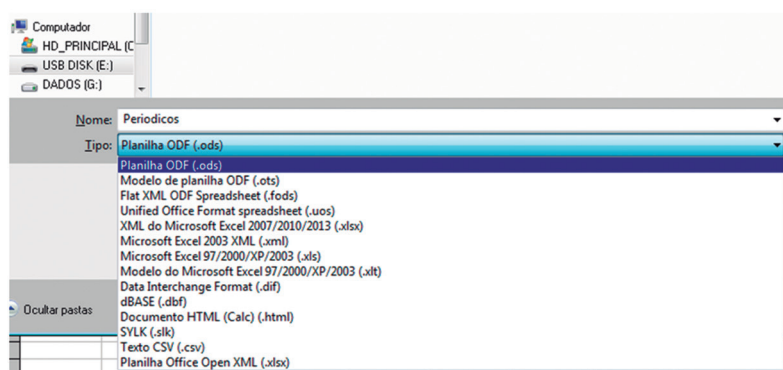 Computador
HD_PRINCIPAL (C
USB DISK (E:)
DADOS (G:)
Nome: Periodicos
Tipo: Planilha ODF (.ods)
Planilha ODF (.ods)
Modelo de planilha ODF (.ots)
Flat XML ODF Spreadsheet (.fods)
Unified Office Format spreadsheet (.uos)
XML do Microsoft Excel 2007/2010/2013 (.xlsx)
Microsoft Excel 2003 XML (.xml)
Microsoft Excel 97/2000/XP/2003 (.xls)
Modelo do Microsoft Excel 97/2000/XP/2003 (.xlt)
Data Interchange Format (.dif)
dBASE (.dbf)
Documento HTML (Calc) (.html)
SYLK (.slk)
Texto CSV (.csv)
Planilha Office Open XML (.xlsx)
Ocultar pastas